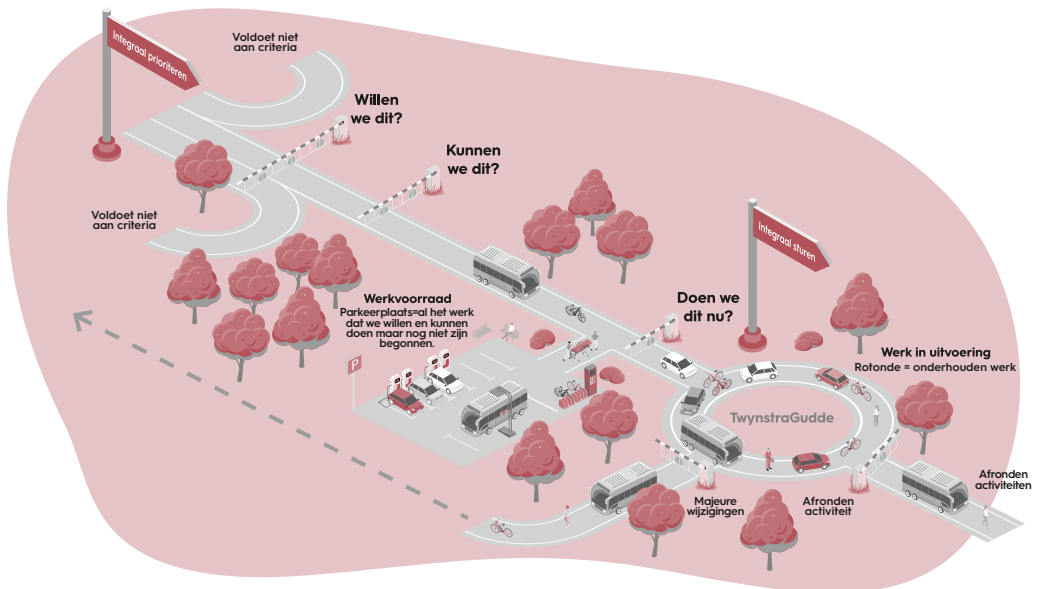 Integraal prioriteren
Voldoet niet
aan criteria
Willen
we dit?
Kunnen
we dit?
Voldoet niet
aan criteria
Integraal sturen
Werkvoorraad
Parkeerplaats=al het werk
dat we willen en kunnen
doen maar nog niet zijn
begonnen.
P
Doen we
dit nu?
Werk in uitvoering
Rotonde = onderhouden werk
TwynstraGudde
Majeure
wijzigingen
Afronden
activiteit
Afronden
activiteiten